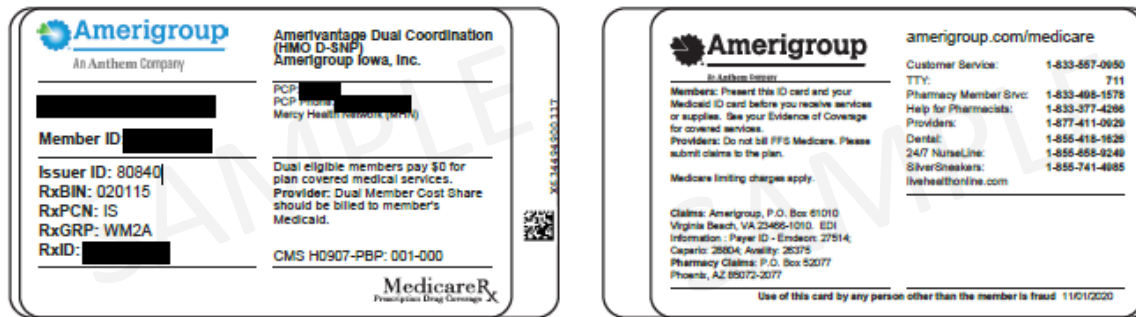 Amerigroup
An Anthem Company
Member ID:
Issuer ID: 80840
RxBIN: 020115
RxPCN: IS
RxGRP: WM2A
RxID:
Amerivantage Dual Coordination
(HMO D-SNP)
Amerigroup Iowa, Inc.
PCP:
PCP Phone:
Mercy Health Network (MHN)
Dual eligible members pay $0 for
plan covered medical services.
Provider: Dual Member Cost Share
should be billed to member's
Medicaid.
CMS H0907-PBP: 001-000
MedicareRx
Prescription Drug Coverage
SAMPLE
Amerigroup
An Anthem Company
Members: Present this ID card and your
Medicaid ID card before you receive services
or supplies. See your Evidence of Coverage
for covered services.
Providers: Do not bill FFS Medicare. Please
submit claims to the plan.
Medicare limiting charges apply.
Claims: Amerigroup, P.O. Box 61010
Virginia Beach, VA 23466-1010. EDI
Information : Payer ID - Emdeon: 27514;
Capario: 28804; Availity: 26375
Pharmacy Claims: P.O. Box 52077
Phoenix, AZ 85072-2077
amerigroup.com/medicare
Customer Service: 1-833-557-0950
TTY: 711
Pharmacy Member Srvc: 1-833-498-1578
Help for Pharmacists: 1-833-377-4266
Providers: 1-877-411-0929
Dental: 1-855-418-1626
24/7 NurseLine: 1-855-658-9249
SilverSneakers: 1-855-741-4985
livehealthonline.com
Use of this card by any person other than the member is fraud 11/01/2020
SAMPLE